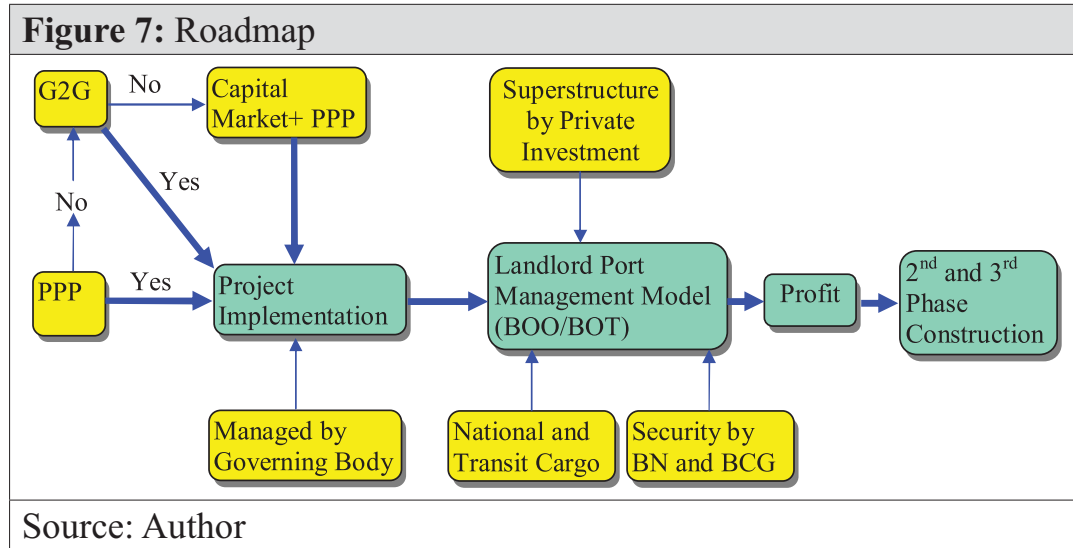 Figure 7: Roadmap
G2G
No
Capital
Market+ PPP
Superstructure
by Private
Investment
Yes
No
PPP
Yes
Project
Implementation
Landlord Port
Management Model
(BOO/BOT)
Profit
2nd and 3rd
Phase
Construction
Managed by
Governing Body
National and
Transit Cargo
Security by
BN and BCG
Source: Author